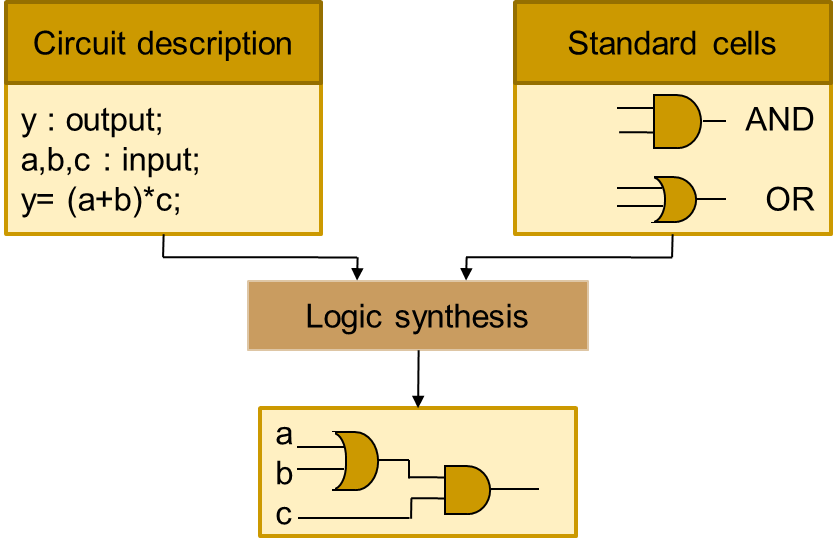 Circuit description
y : output;
a,b,c : input;
y= (a+b)*c;
Standard cells
AND
OR
Logic synthesis
a
b
c